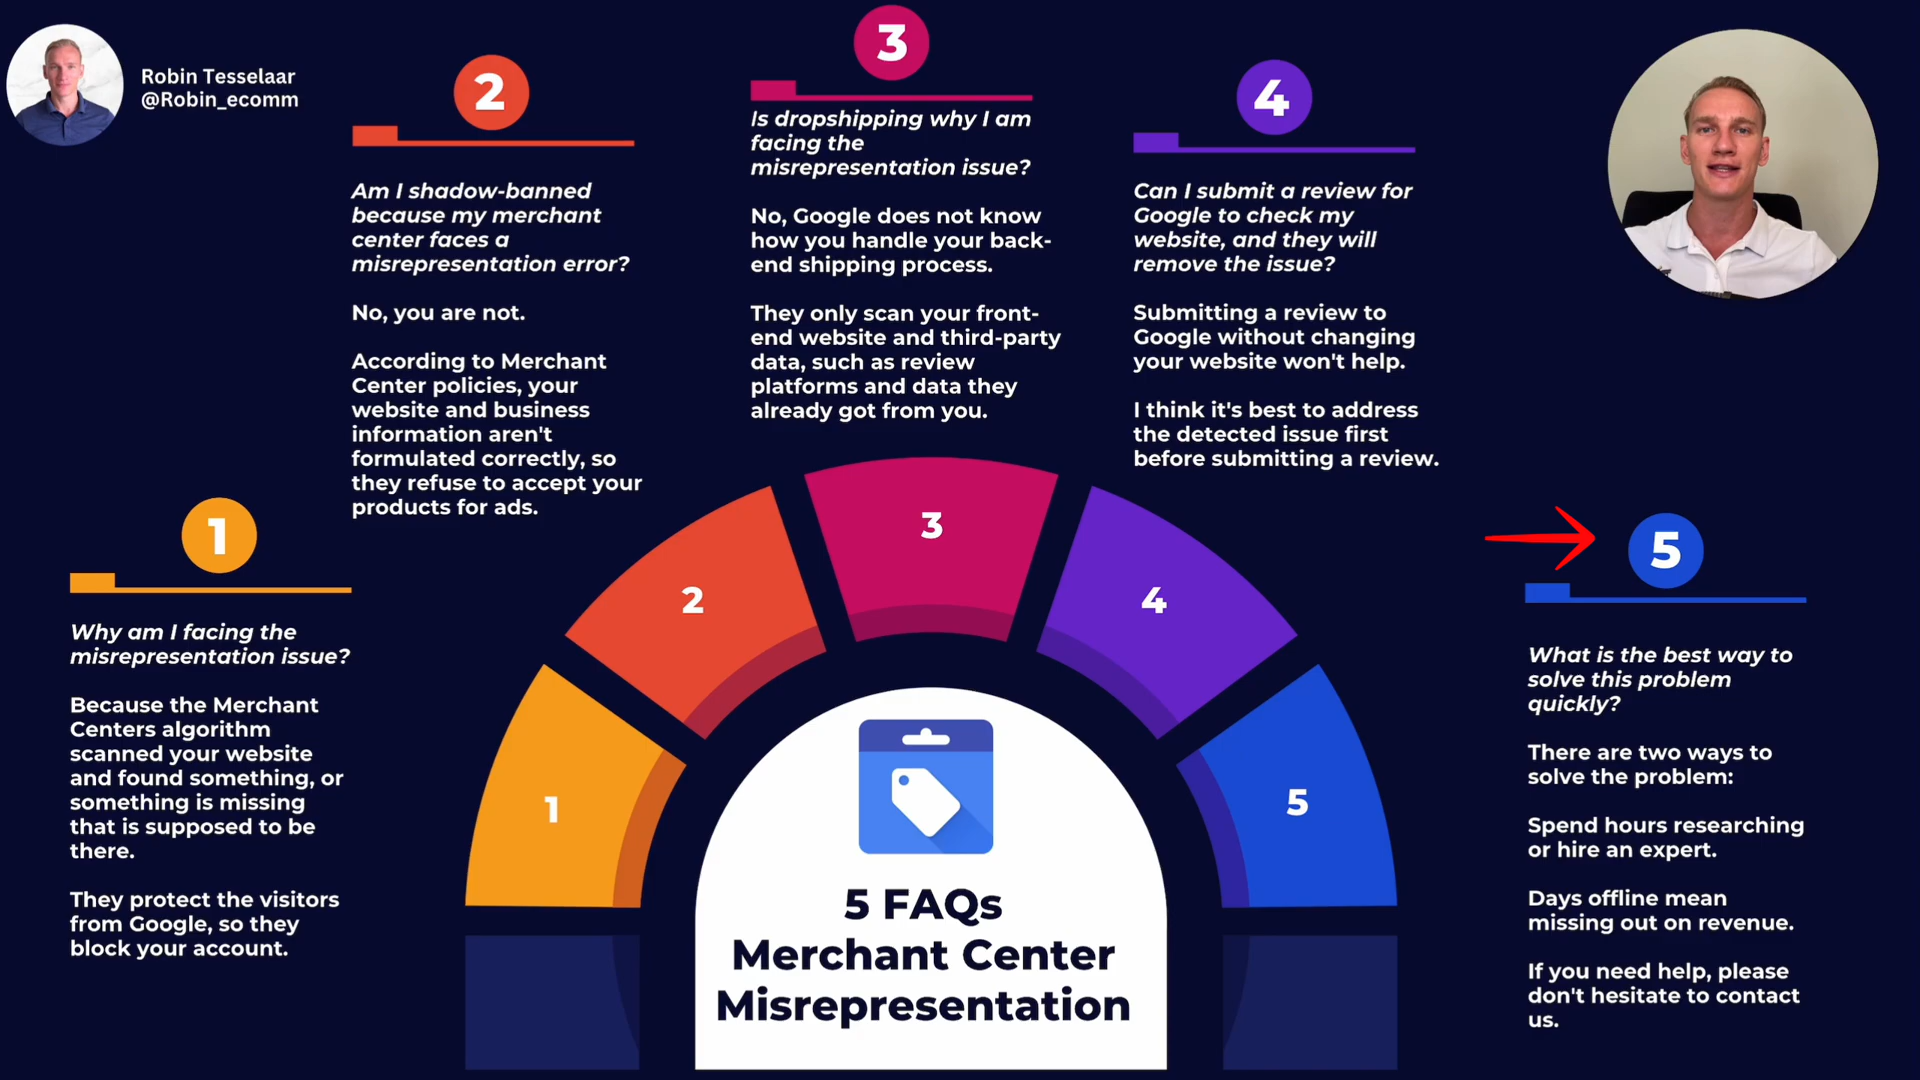 Robin Tesselaar
@Robin_ecomm
1
Why am I facing the
misrepresentation issue?
Because the Merchant
Centers algorithm
scanned your website
and found something, or
something is missing
that is supposed to be
there.
They protect the visitors
from Google, so they
block your account.
2
Am I shadow-banned
because my merchant
center faces a
misrepresentation error?
No, you are not.
According to Merchant
Center policies, your
website and business
information aren't
formulated correctly, so
they refuse to accept your
products for ads.
3
Is dropshipping why I am
facing the
misrepresentation issue?
No, Google does not know
how you handle your back-
end shipping process.
They only scan your front-
end website and third-party
data, such as review
platforms and data they
already got from you.
4
Can I submit a review for
Google to check my
website, and they will
remove the issue?
Submitting a review to
Google without changing
your website won't help.
I think it's best to address
the detected issue first
before submitting a review.
5
What is the best way to
solve this problem
quickly?
There are two ways to
solve the problem:
Spend hours researching
or hire an expert.
Days offline mean
missing out on revenue.
If you need help, please
don't hesitate to contact
us.
1
2
3
4
5
5 FAQs
Merchant Center
Misrepresentation